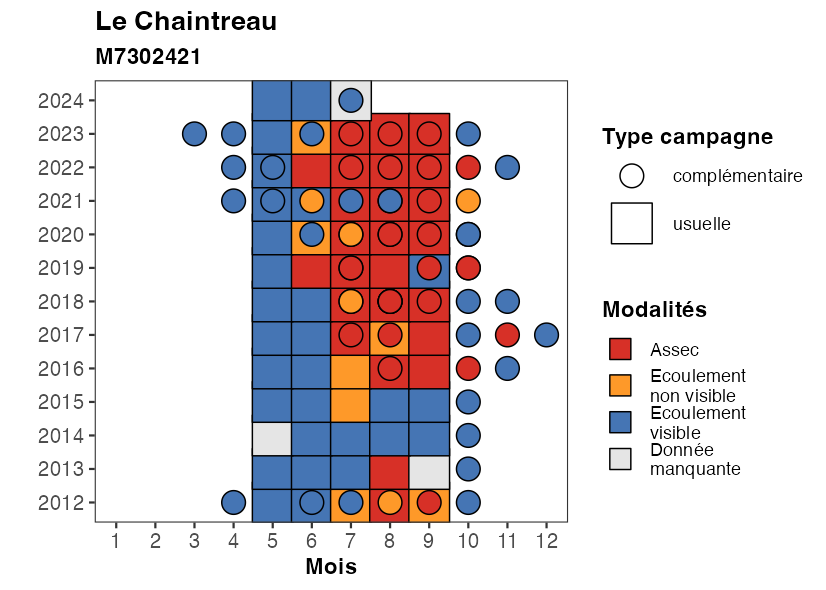 Le Chaintreau
M7302421
2024
2023
2022
2021
2020
2019
2018
2017
2016
2015
2014
2013
2012
1 2 3 4 5 6 7 8 9 10 11 12
Mois
Type campagne
complémentaire
usuelle
Modalités
Assec
Ecoulement
non visible
Ecoulement
visible
Donnée
manquante